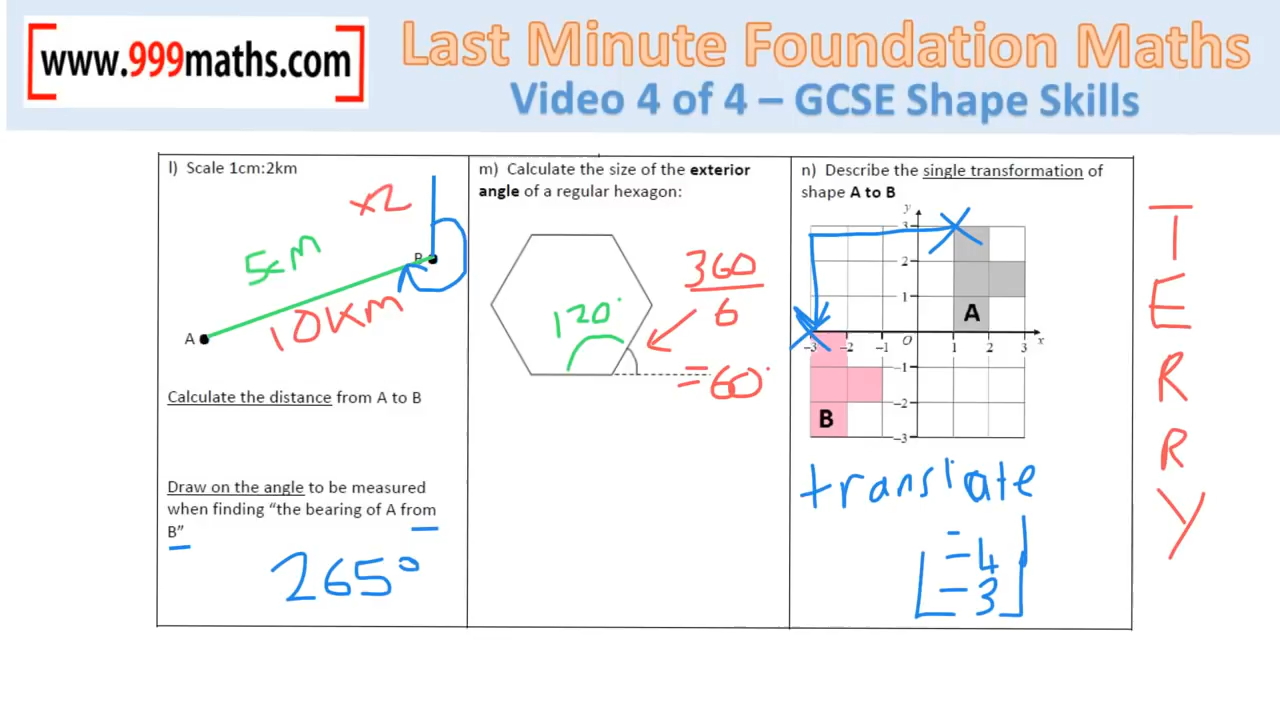 www.999maths.com
Last Minute Foundation Maths
Video 4 of 4 – GCSE Shape Skills
l) Scale 1cm:2km
×2
5cm
B
10km
A
Calculate the distance from A to B
Draw on the angle to be measured
when finding “the bearing of A from
B”
265°
m) Calculate the size of the exterior
angle of a regular hexagon:
120°
360
6
=60°
n) Describe the single transformation of
shape A to B
y
3
2
1
A
-3 -2 -1 O 1 2 3 x
-1
-2
B
-3
translate
-4
-3
T
E
R
R
Y